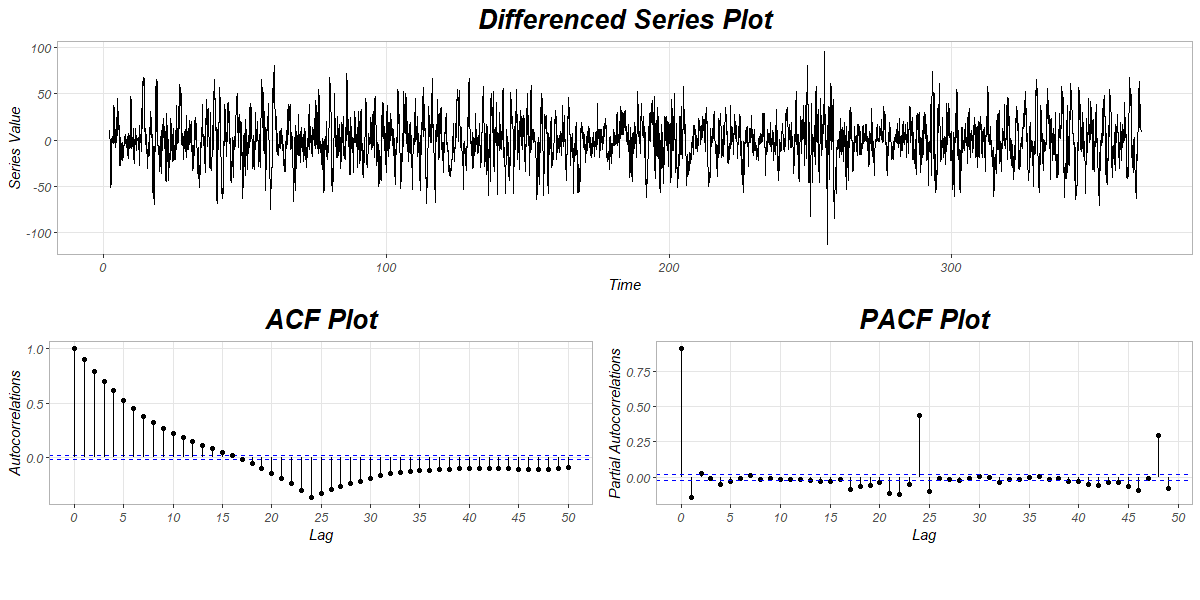 Differenced Series Plot
Series Value
100
50
0
-50
-100
0 100 200 300
Time
ACF Plot
Autocorrelations
1.0
0.5
0.0
0 5 10 15 20 25 30 35 40 45 50
Lag
PACF Plot
Partial Autocorrelations
0.75
0.50
0.25
0.00
0 5 10 15 20 25 30 35 40 45 50
Lag